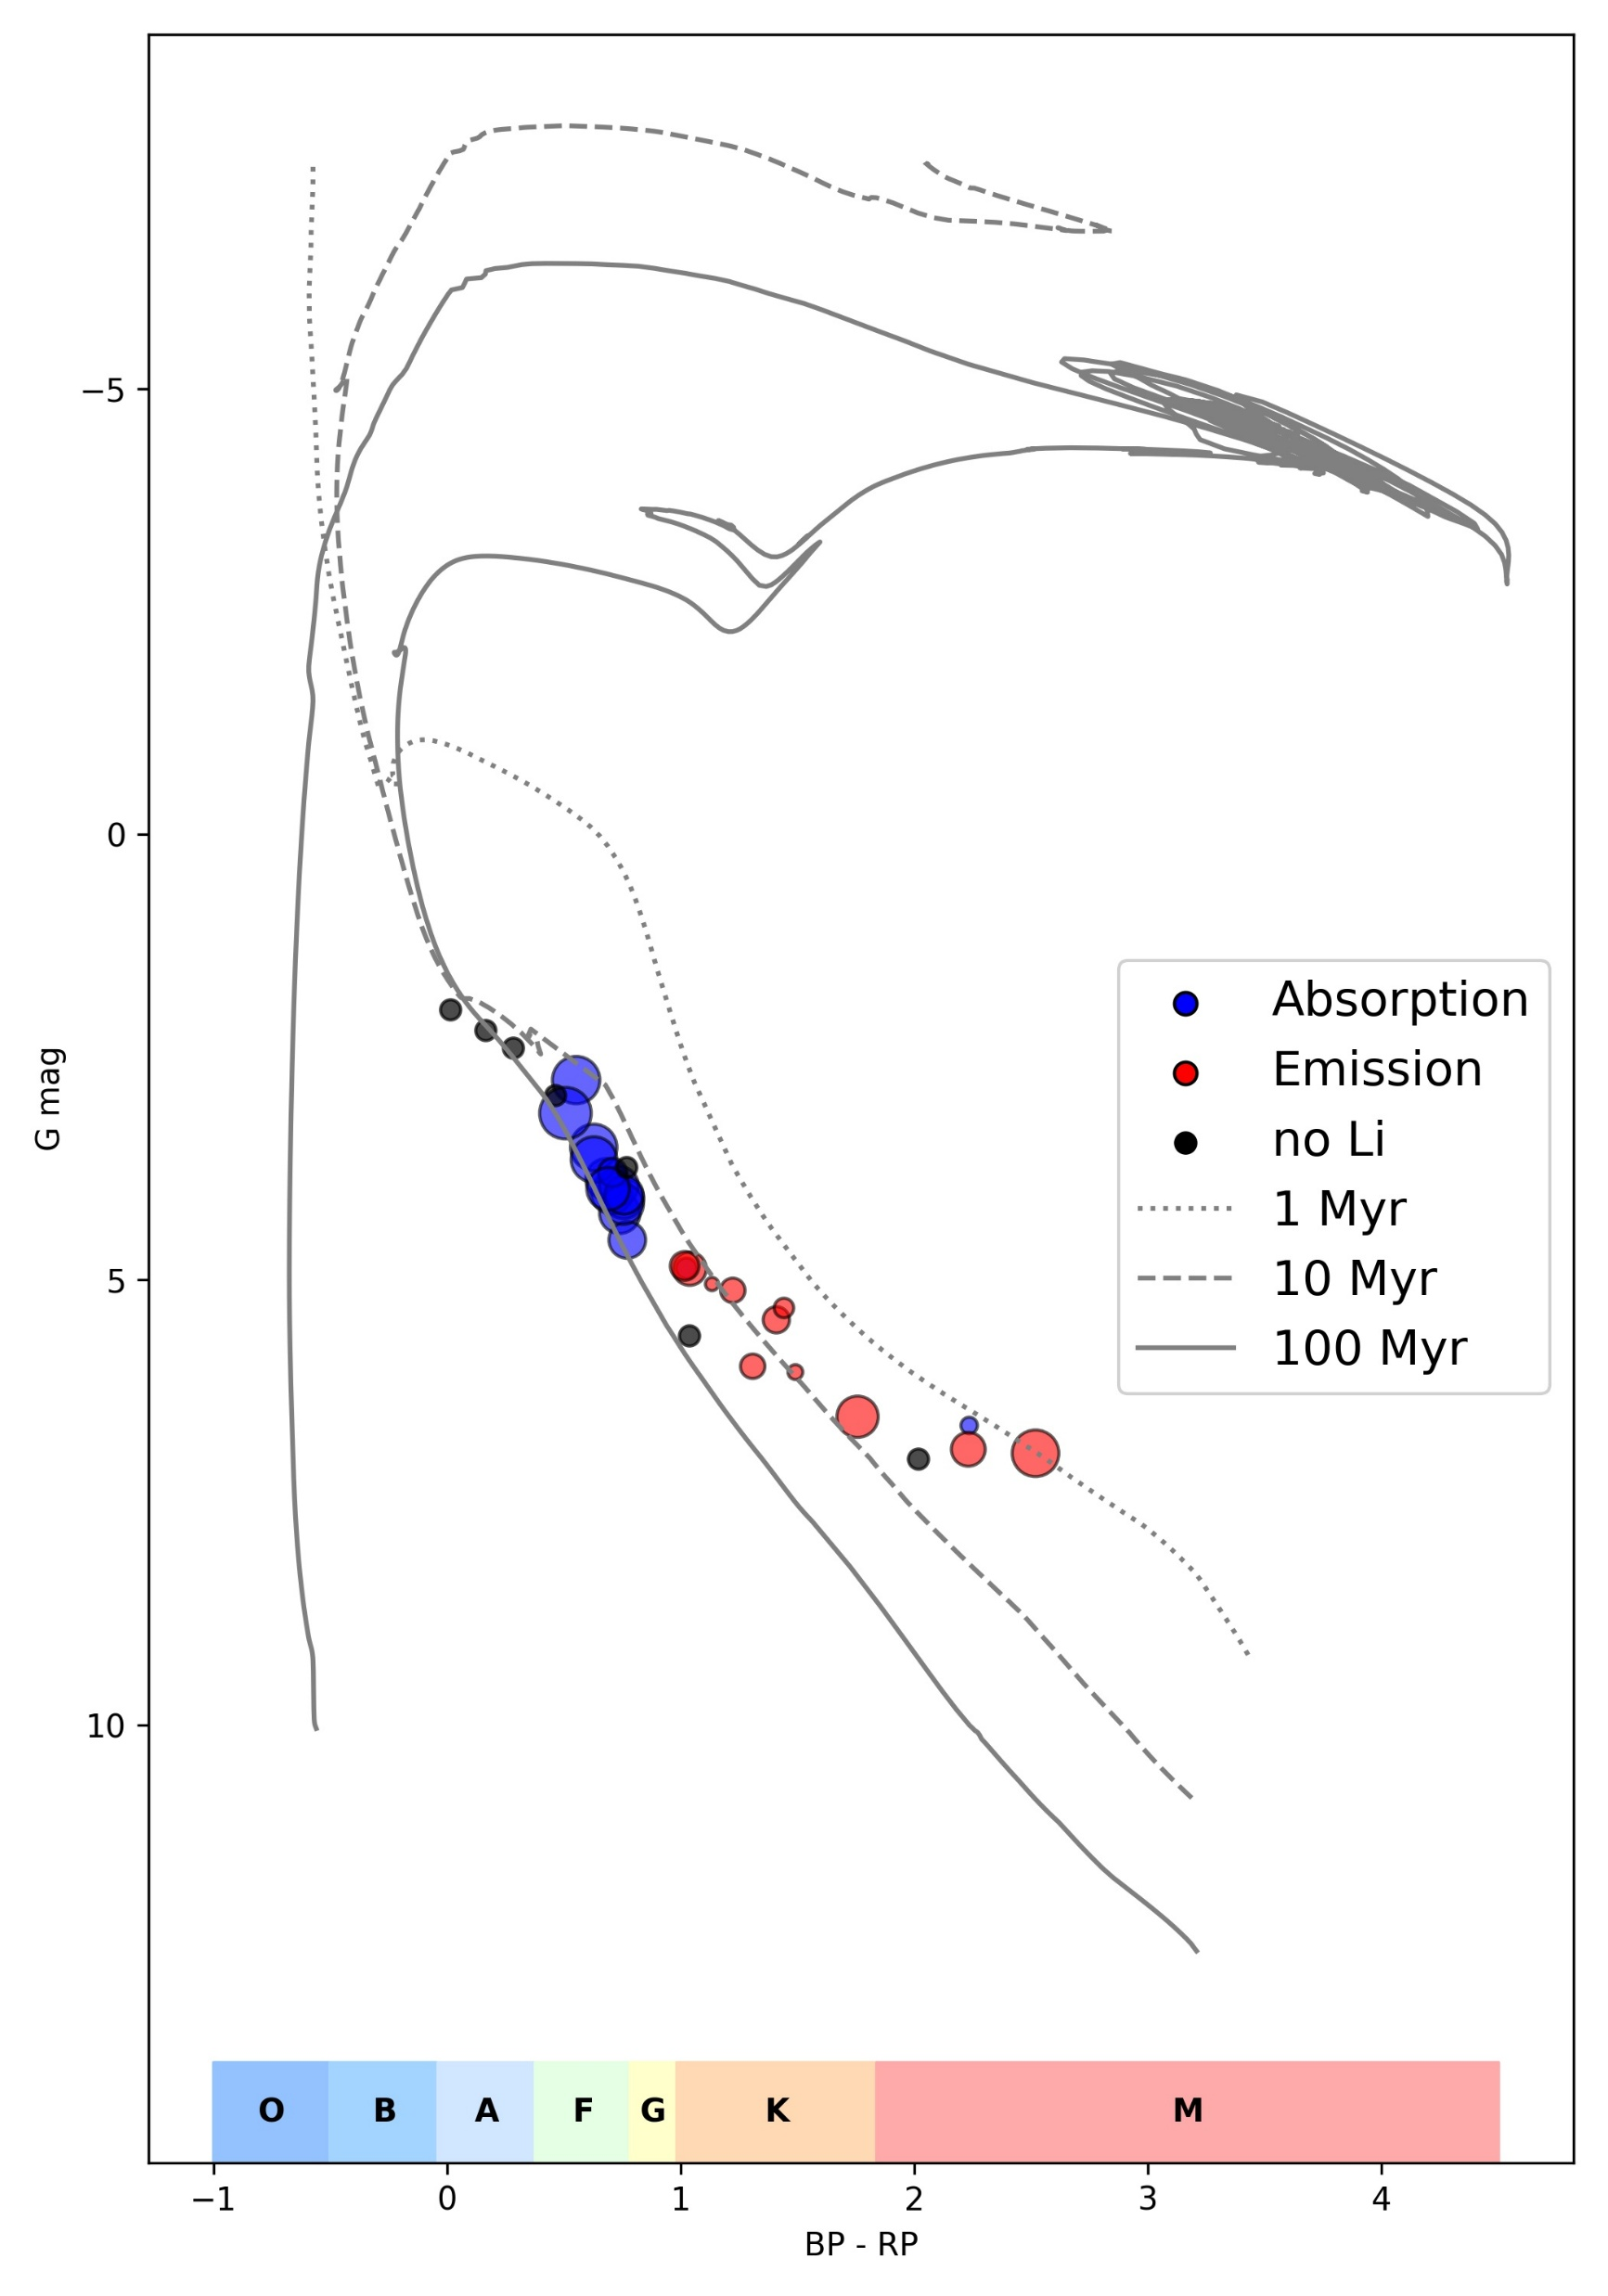 −5
0
5
10
G mag
Absorption
Emission
no Li
1 Myr
10 Myr
100 Myr
O B A F G K M
−1 0 1 2 3 4
BP - RP